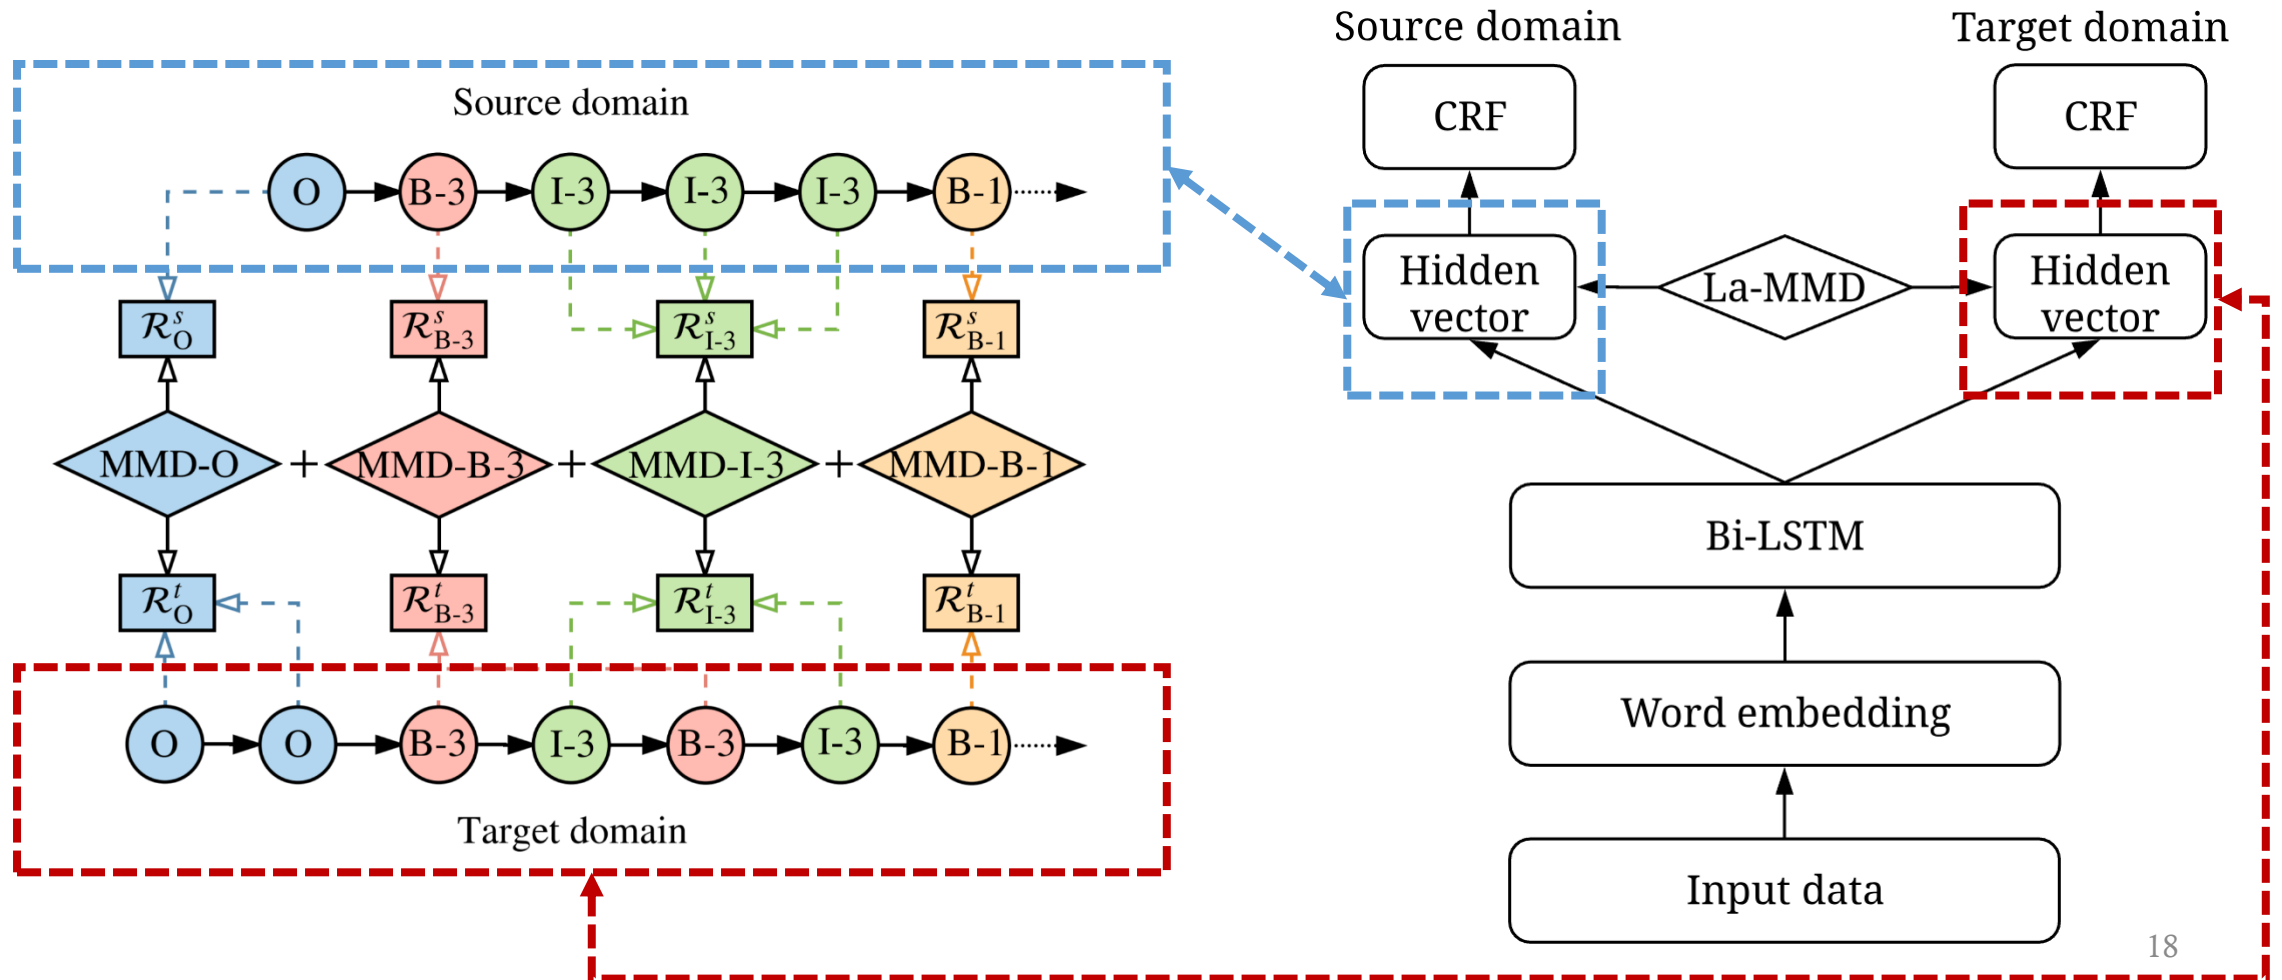 Source domain
O B-3 I-3 I-3 I-3 B-1
R^s_O R^s_B-3 R^s_I-3 R^s_B-1
MMD-O + MMD-B-3 + MMD-I-3 + MMD-B-1
R^t_O R^t_B-3 R^t_I-3 R^t_B-1
O O B-3 I-3 B-3 I-3 B-1
Target domain
Source domain
Target domain
CRF
CRF
Hidden
vector
La-MMD
Hidden
vector
Bi-LSTM
Word embedding
Input data
18